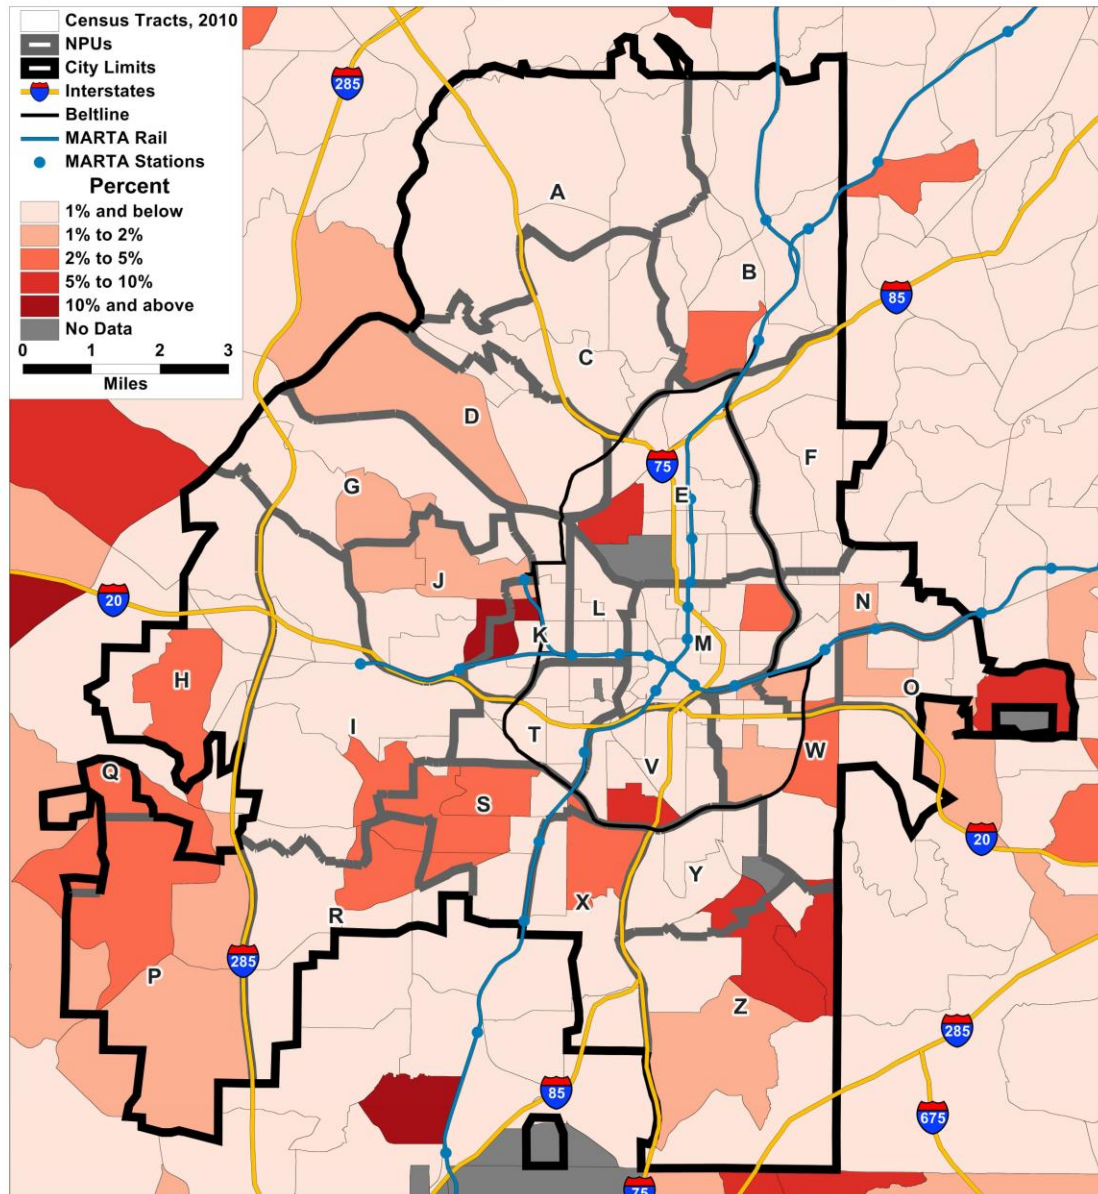 Census Tracts, 2010
NPUs
City Limits
Interstates
Beltline
MARTA Rail
MARTA Stations
Percent
1% and below
1% to 2%
2% to 5%
5% to 10%
10% and above
No Data
0 1 2 3
Miles
285
A
B
85
C
D
F
75
G
E
20
J
N
L
K
M
H
O
I
T
W
V
Q
S
20
Y
X
R
285
P
Z
285
85
675
75